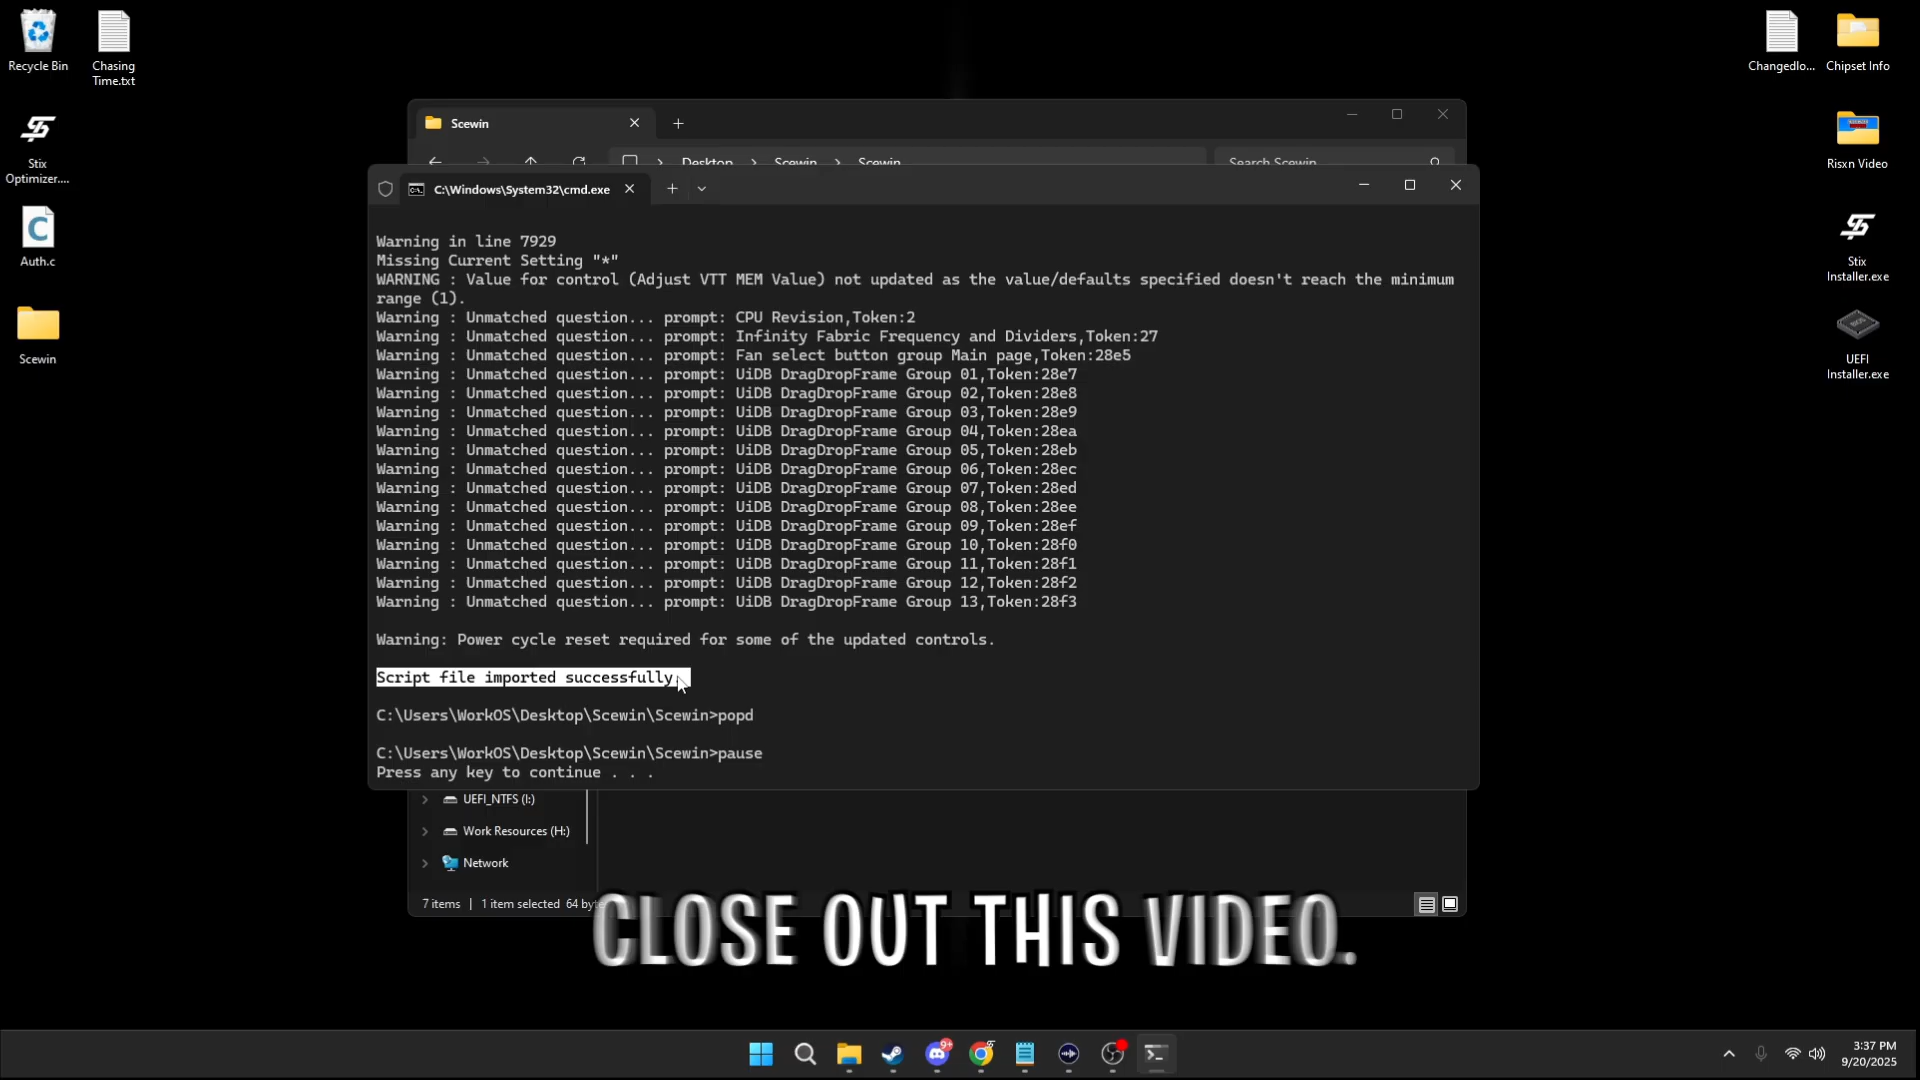 Recycle Bin
Chasing
Time.txt
Stix
Optimizer....
Auth.c
Scewin
Changedlo...
Chipset Info
Risxn Video
Stix
Installer.exe
UEFI
Installer.exe
Scewin
Desktop > Scewin > Scewin
Search Scewin
C:\Windows\System32\cmd.exe
Warning in line 7929
Missing Current Setting "*"
WARNING : Value for control (Adjust VTT MEM Value) not updated as the value/defaults specified doesn't reach the minimum
range (1).
Warning : Unmatched question... prompt: CPU Revision,Token:2
Warning : Unmatched question... prompt: Infinity Fabric Frequency and Dividers,Token:27
Warning : Unmatched question... prompt: Fan select button group Main page,Token:28e5
Warning : Unmatched question... prompt: UiDB DragDropFrame Group 01,Token:28e7
Warning : Unmatched question... prompt: UiDB DragDropFrame Group 02,Token:28e8
Warning : Unmatched question... prompt: UiDB DragDropFrame Group 03,Token:28e9
Warning : Unmatched question... prompt: UiDB DragDropFrame Group 04,Token:28ea
Warning : Unmatched question... prompt: UiDB DragDropFrame Group 05,Token:28eb
Warning : Unmatched question... prompt: UiDB DragDropFrame Group 06,Token:28ec
Warning : Unmatched question... prompt: UiDB DragDropFrame Group 07,Token:28ed
Warning : Unmatched question... prompt: UiDB DragDropFrame Group 08,Token:28ee
Warning : Unmatched question... prompt: UiDB DragDropFrame Group 09,Token:28ef
Warning : Unmatched question... prompt: UiDB DragDropFrame Group 10,Token:28f0
Warning : Unmatched question... prompt: UiDB DragDropFrame Group 11,Token:28f1
Warning : Unmatched question... prompt: UiDB DragDropFrame Group 12,Token:28f2
Warning : Unmatched question... prompt: UiDB DragDropFrame Group 13,Token:28f3
Warning: Power cycle reset required for some of the updated controls.
Script file imported successfully.
C:\Users\WorkOS\Desktop\Scewin\Scewin>popd
C:\Users\WorkOS\Desktop\Scewin\Scewin>pause
Press any key to continue . . .
UEFI_NTFS (I:)
Work Resources (H:)
Network
7 items | 1 item selected 64 byte
CLOSE OUT THIS VIDEO.
9+
3:37 PM
9/20/2025